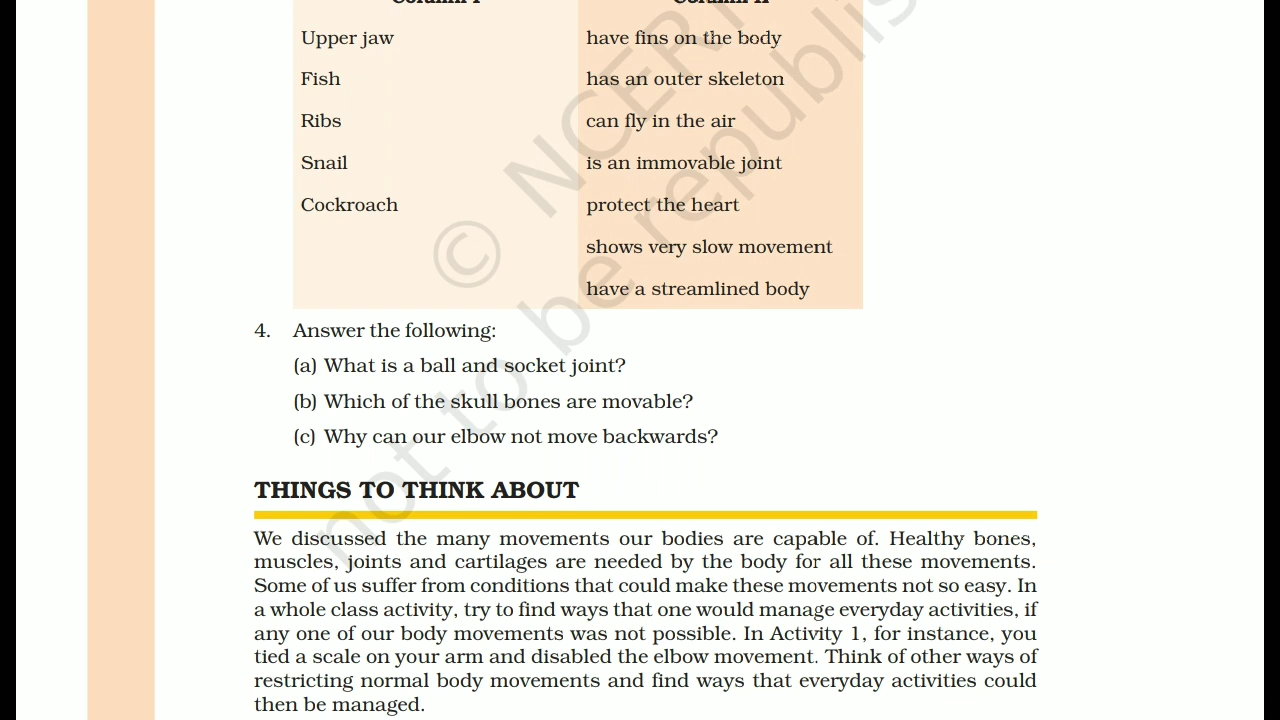 Column I Column II
Upper jaw have fins on the body
Fish has an outer skeleton
Ribs can fly in the air
Snail is an immovable joint
Cockroach protect the heart
shows very slow movement
have a streamlined body
4. Answer the following:
(a) What is a ball and socket joint?
(b) Which of the skull bones are movable?
(c) Why can our elbow not move backwards?
THINGS TO THINK ABOUT
We discussed the many movements our bodies are capable of. Healthy bones,
muscles, joints and cartilages are needed by the body for all these movements.
Some of us suffer from conditions that could make these movements not so easy. In
a whole class activity, try to find ways that one would manage everyday activities, if
any one of our body movements was not possible. In Activity 1, for instance, you
tied a scale on your arm and disabled the elbow movement. Think of other ways of
restricting normal body movements and find ways that everyday activities could
then be managed.
© NCERT
not to be republis